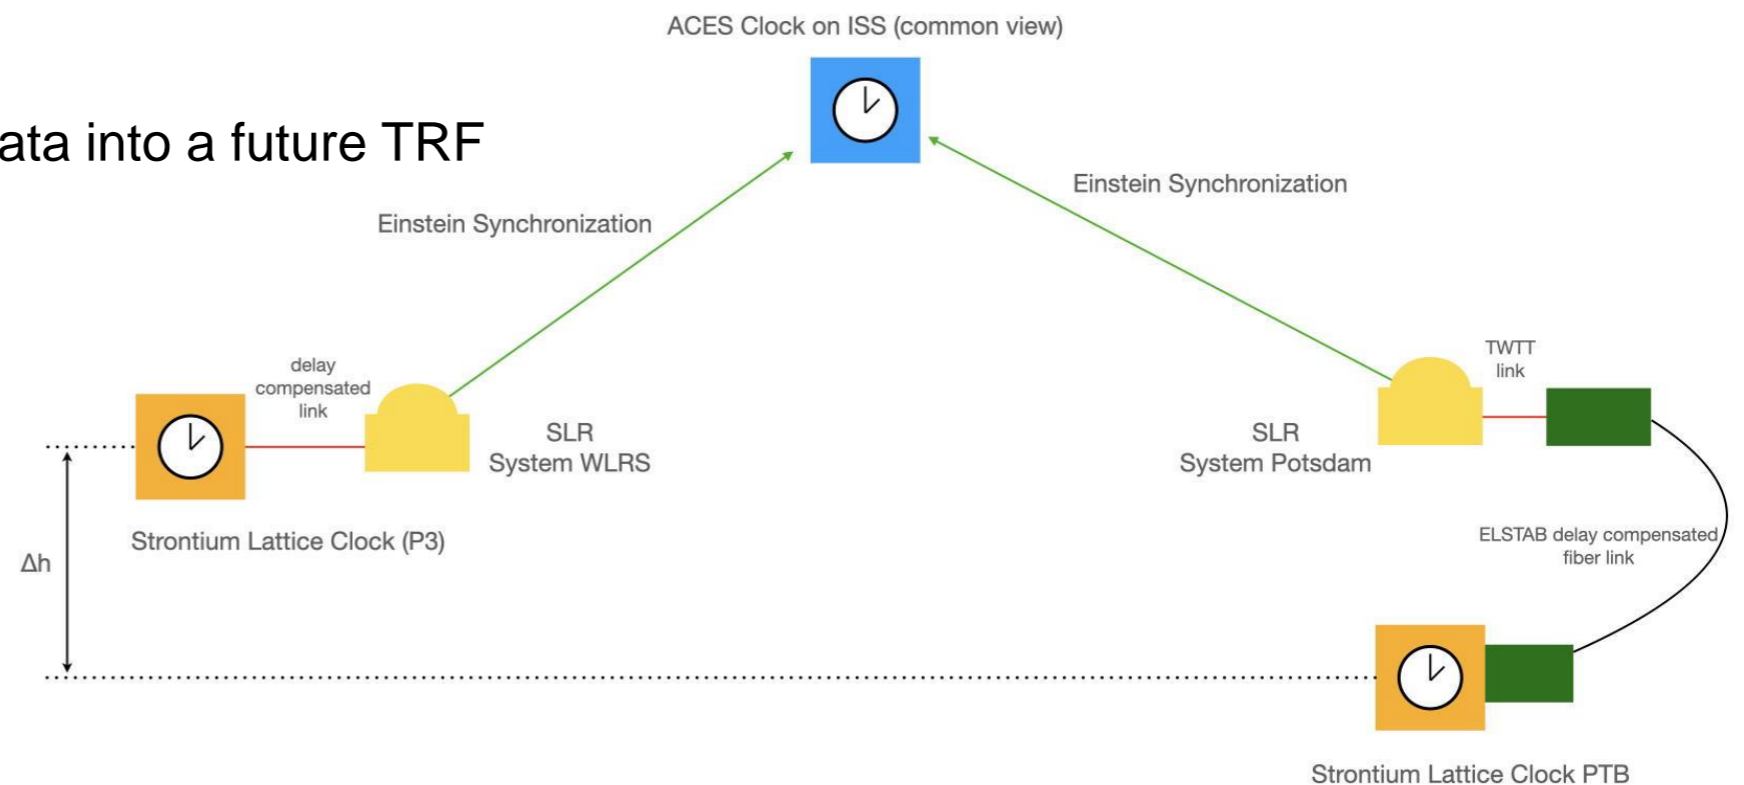 ACES Clock on ISS (common view)
ata into a future TRF
Einstein Synchronization
Einstein Synchronization
delay
compensated
link
TWTT
link
SLR
System WLRS
SLR
System Potsdam
Strontium Lattice Clock (P3)
ELSTAB delay compensated
fiber link
Δh
Strontium Lattice Clock PTB